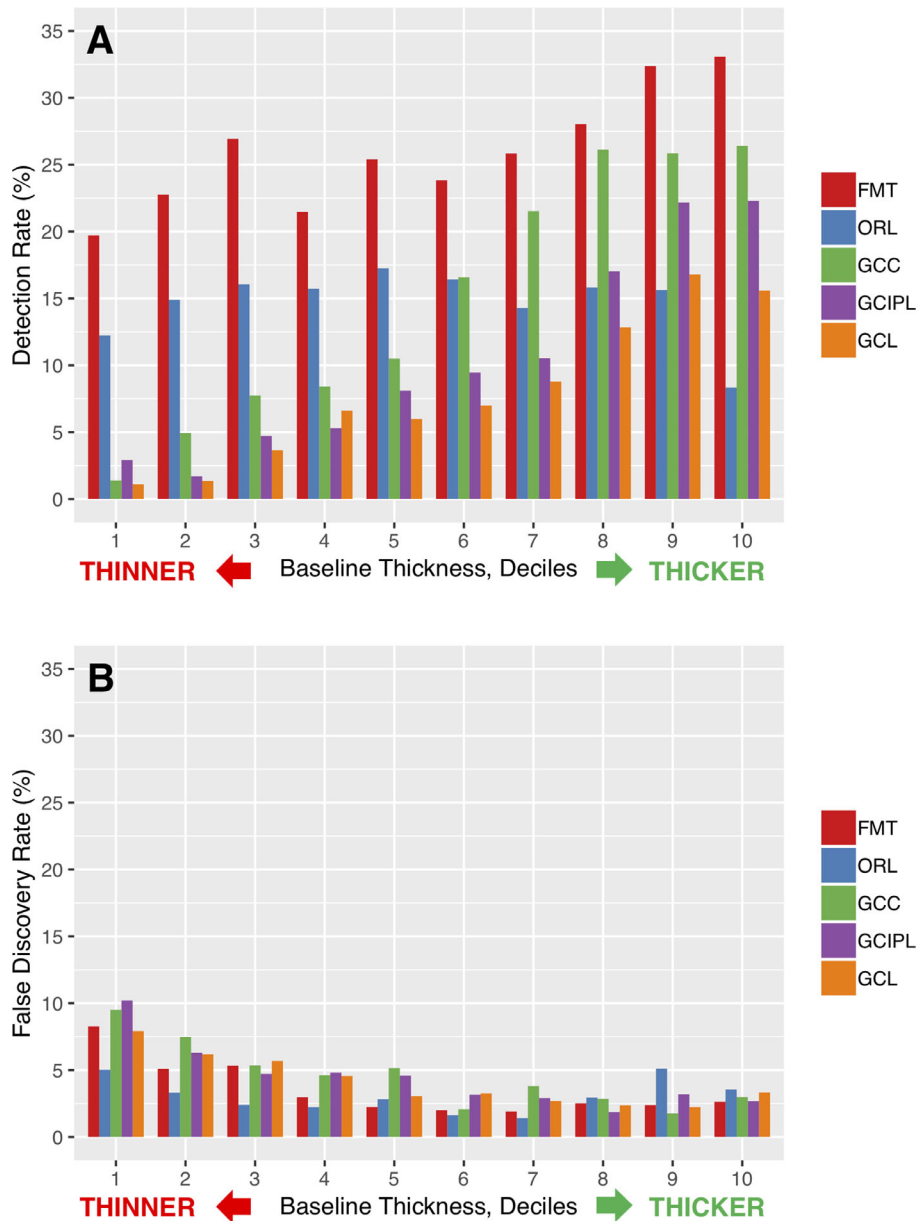 A
35
30
25
20
15
10
5
0
Detection Rate (%)
1 2 3 4 5 6 7 8 9 10
THINNER Baseline Thickness, Deciles THICKER
FMT
ORL
GCC
GCIPL
GCL
B
35
30
25
20
15
10
5
0
False Discovery Rate (%)
1 2 3 4 5 6 7 8 9 10
THINNER Baseline Thickness, Deciles THICKER
FMT
ORL
GCC
GCIPL
GCL